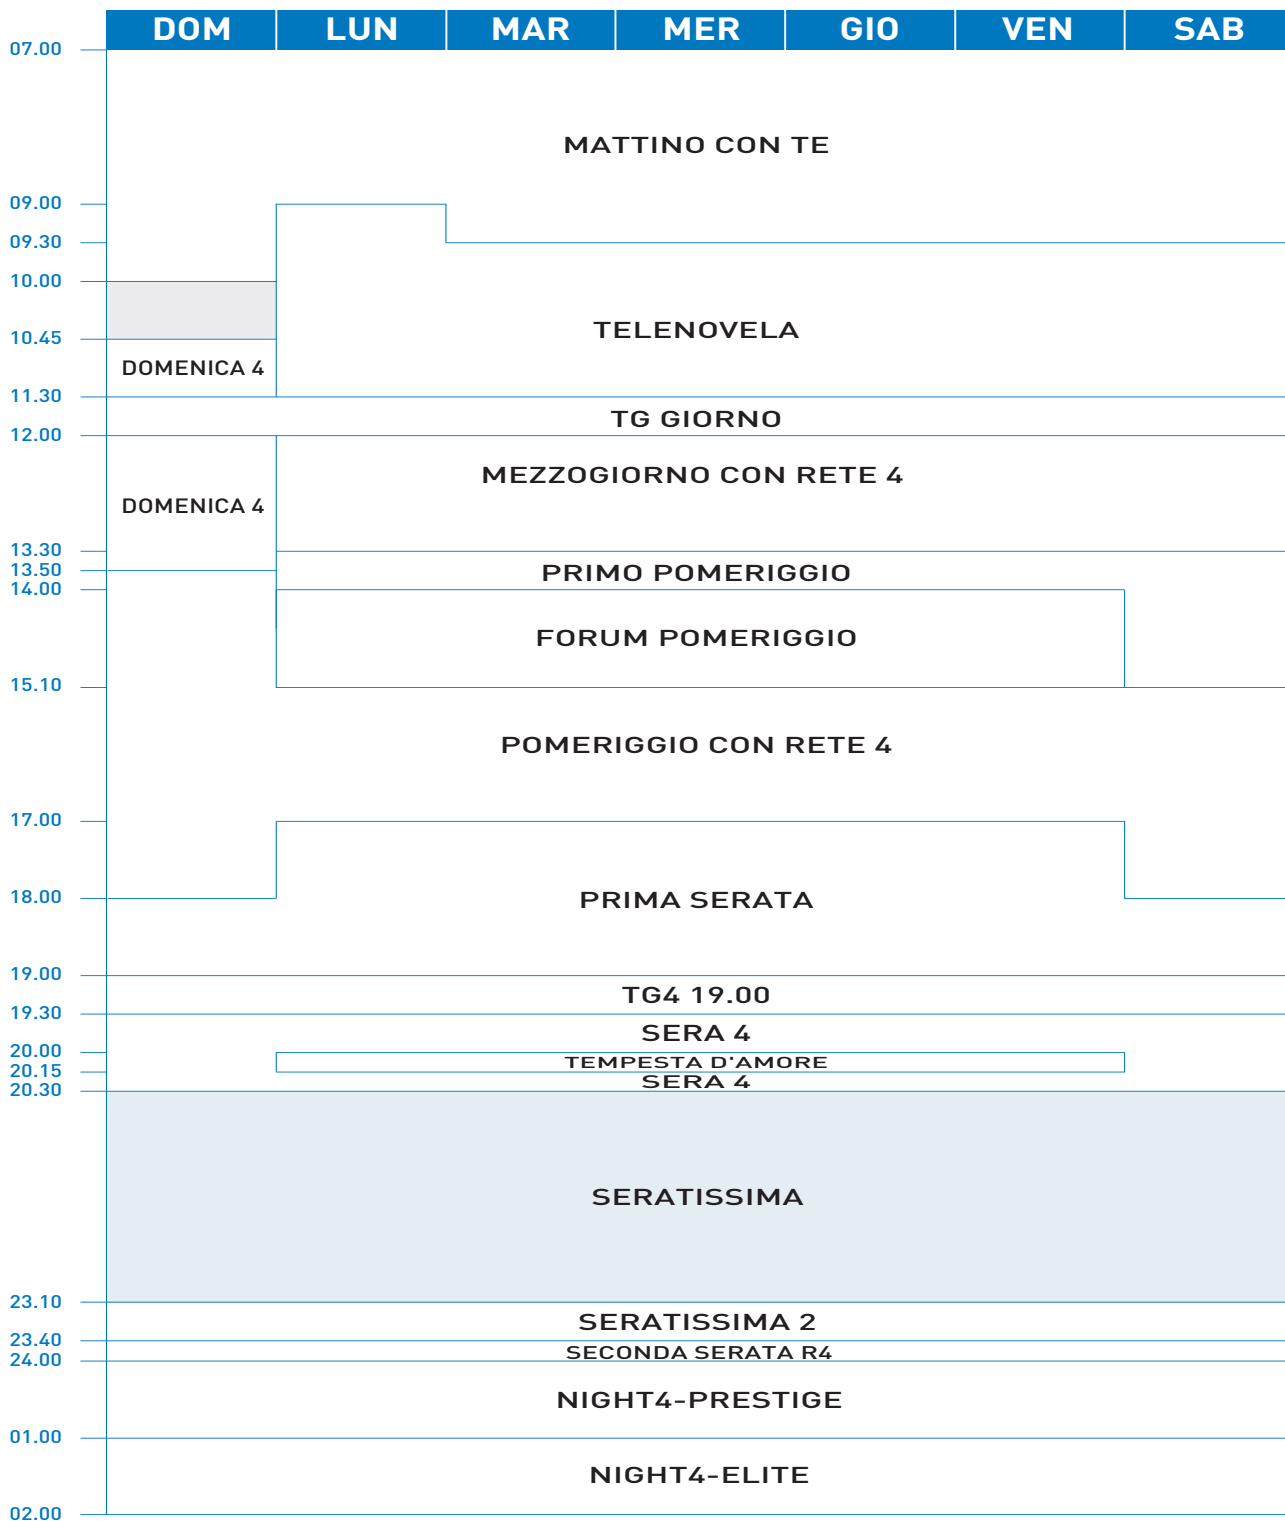 DOM LUN MAR MER GIO VEN SAB
07.00
MATTINO CON TE
09.00
09.30
10.00
TELENOVELA
10.45
DOMENICA 4
11.30
TG GIORNO
12.00
MEZZOGIORNO CON RETE 4
DOMENICA 4
13.30
13.50
PRIMO POMERIGGIO
14.00
FORUM POMERIGGIO
15.10
POMERIGGIO CON RETE 4
17.00
18.00
PRIMA SERATA
19.00
TG4 19.00
19.30
SERA 4
20.00
TEMPESTA D'AMORE
20.15
SERA 4
20.30
SERATISSIMA
23.10
SERATISSIMA 2
23.40
SECONDA SERATA R4
24.00
NIGHT4-PRESTIGE
01.00
NIGHT4-ELITE
02.00